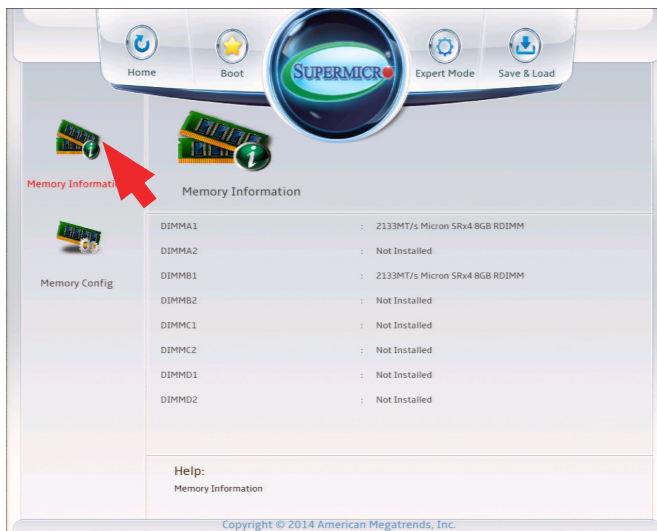 Home
Boot
SUPERMICR
Expert Mode
Save & Load
Memory Information
Memory Information
Memory Config
DIMMA1 : 2133MT/s Micron SRx4 8GB RDIMM
DIMMA2 : Not Installed
DIMMB1 : 2133MT/s Micron SRx4 8GB RDIMM
DIMMB2 : Not Installed
DIMMC1 : Not Installed
DIMMC2 : Not Installed
DIMMD1 : Not Installed
DIMMD2 : Not Installed
Help:
Memory Information
Copyright © 2014 American Megatrends, Inc.